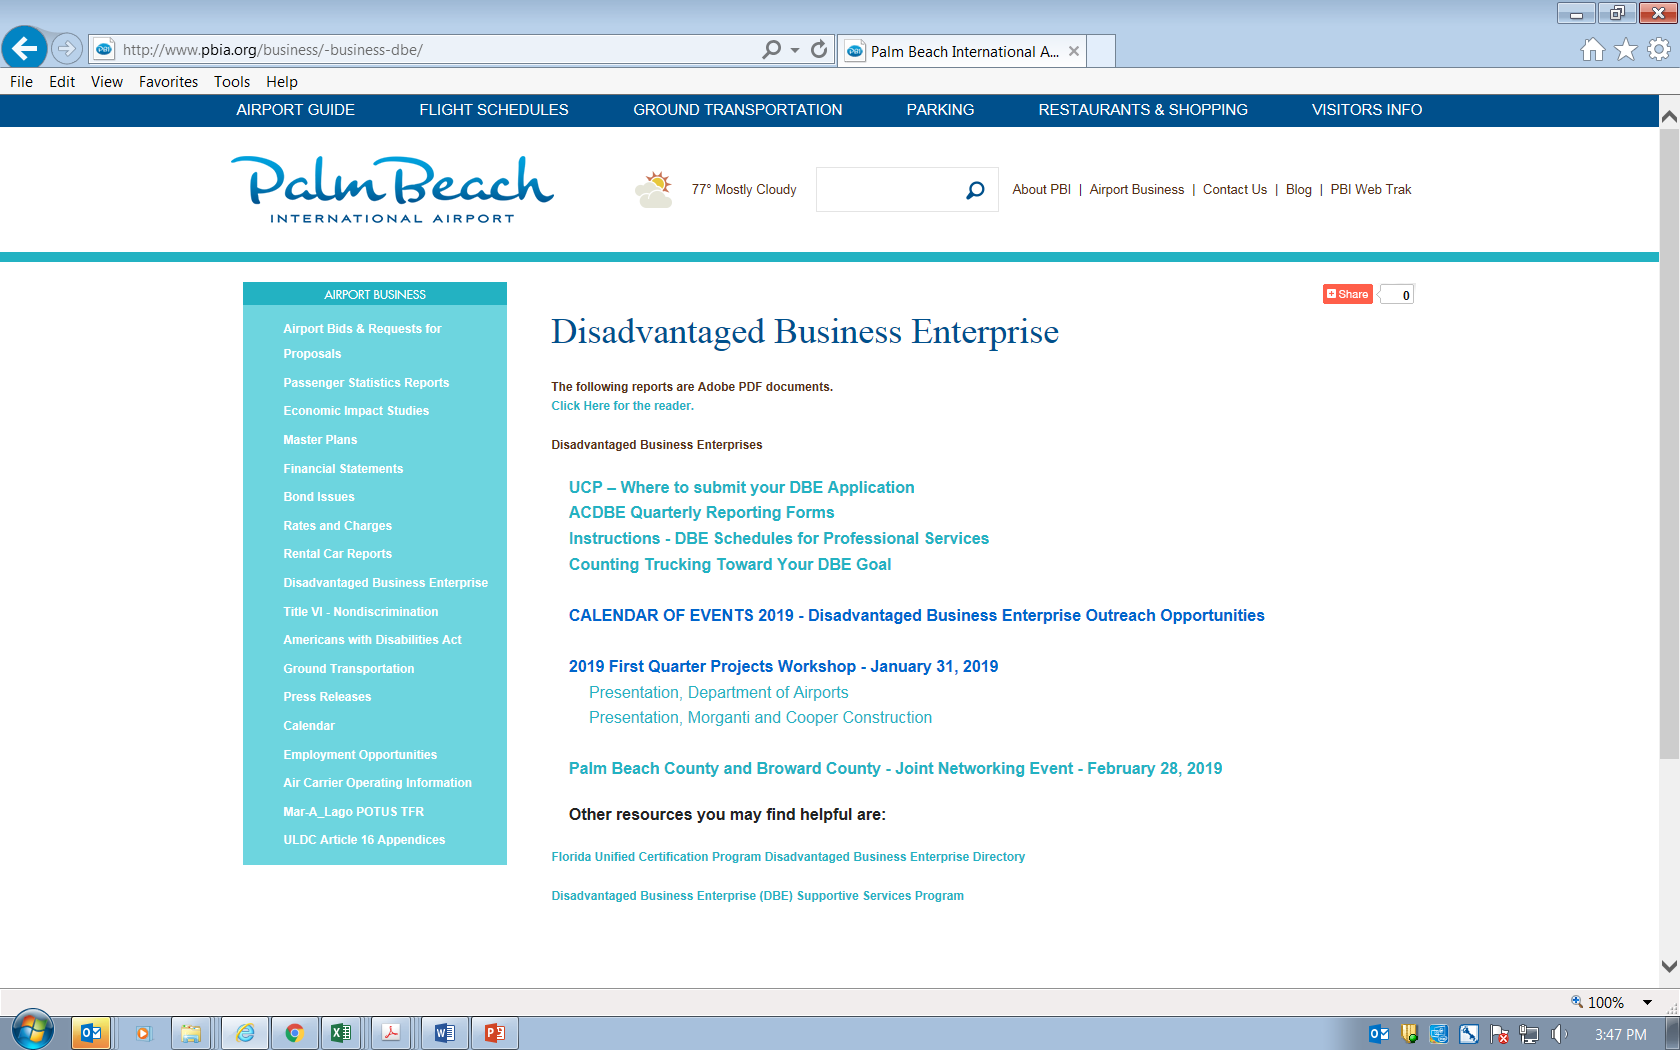 http://www.pbia.org/business/-business-dbe/
Palm Beach International A...
File Edit View Favorites Tools Help
AIRPORT GUIDE FLIGHT SCHEDULES GROUND TRANSPORTATION PARKING RESTAURANTS & SHOPPING VISITORS INFO
Palm Beach
INTERNATIONAL AIRPORT
77° Mostly Cloudy
About PBI | Airport Business | Contact Us | Blog | PBI Web Trak
AIRPORT BUSINESS
Airport Bids & Requests for
Proposals
Passenger Statistics Reports
Economic Impact Studies
Master Plans
Financial Statements
Bond Issues
Rates and Charges
Rental Car Reports
Disadvantaged Business Enterprise
Title VI - Nondiscrimination
Americans with Disabilities Act
Ground Transportation
Press Releases
Calendar
Employment Opportunities
Air Carrier Operating Information
Mar-A_Lago POTUS TFR
ULDC Article 16 Appendices
Share 0
Disadvantaged Business Enterprise
The following reports are Adobe PDF documents.
Click Here for the reader.
Disadvantaged Business Enterprises
UCP – Where to submit your DBE Application
ACDBE Quarterly Reporting Forms
Instructions - DBE Schedules for Professional Services
Counting Trucking Toward Your DBE Goal
CALENDAR OF EVENTS 2019 - Disadvantaged Business Enterprise Outreach Opportunities
2019 First Quarter Projects Workshop - January 31, 2019
Presentation, Department of Airports
Presentation, Morganti and Cooper Construction
Palm Beach County and Broward County - Joint Networking Event - February 28, 2019
Other resources you may find helpful are:
Florida Unified Certification Program Disadvantaged Business Enterprise Directory
Disadvantaged Business Enterprise (DBE) Supportive Services Program
100%
3:47 PM